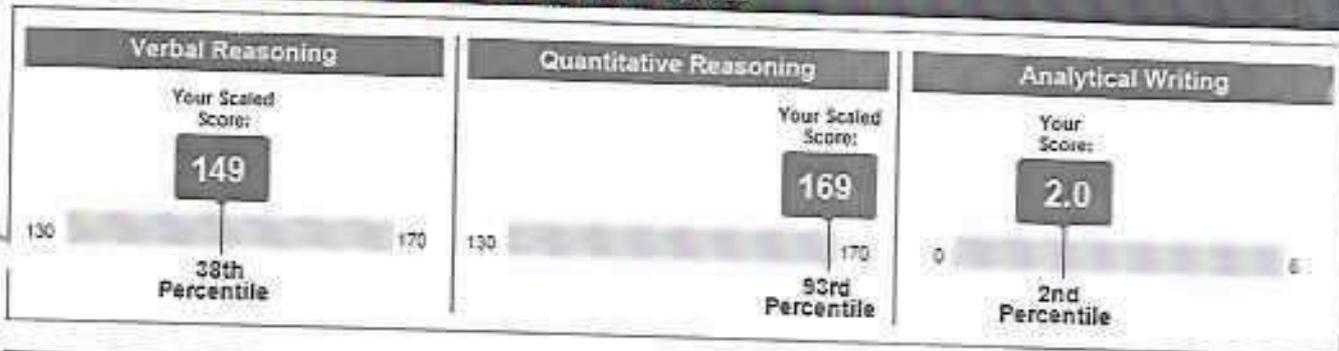 Verbal Reasoning
Your Scaled
Score:
149
130
170
38th
Percentile
Quantitative Reasoning
Your Scaled
Score:
169
130
170
93rd
Percentile
Analytical Writing
Your
Score:
2.0
0
6
2nd
Percentile